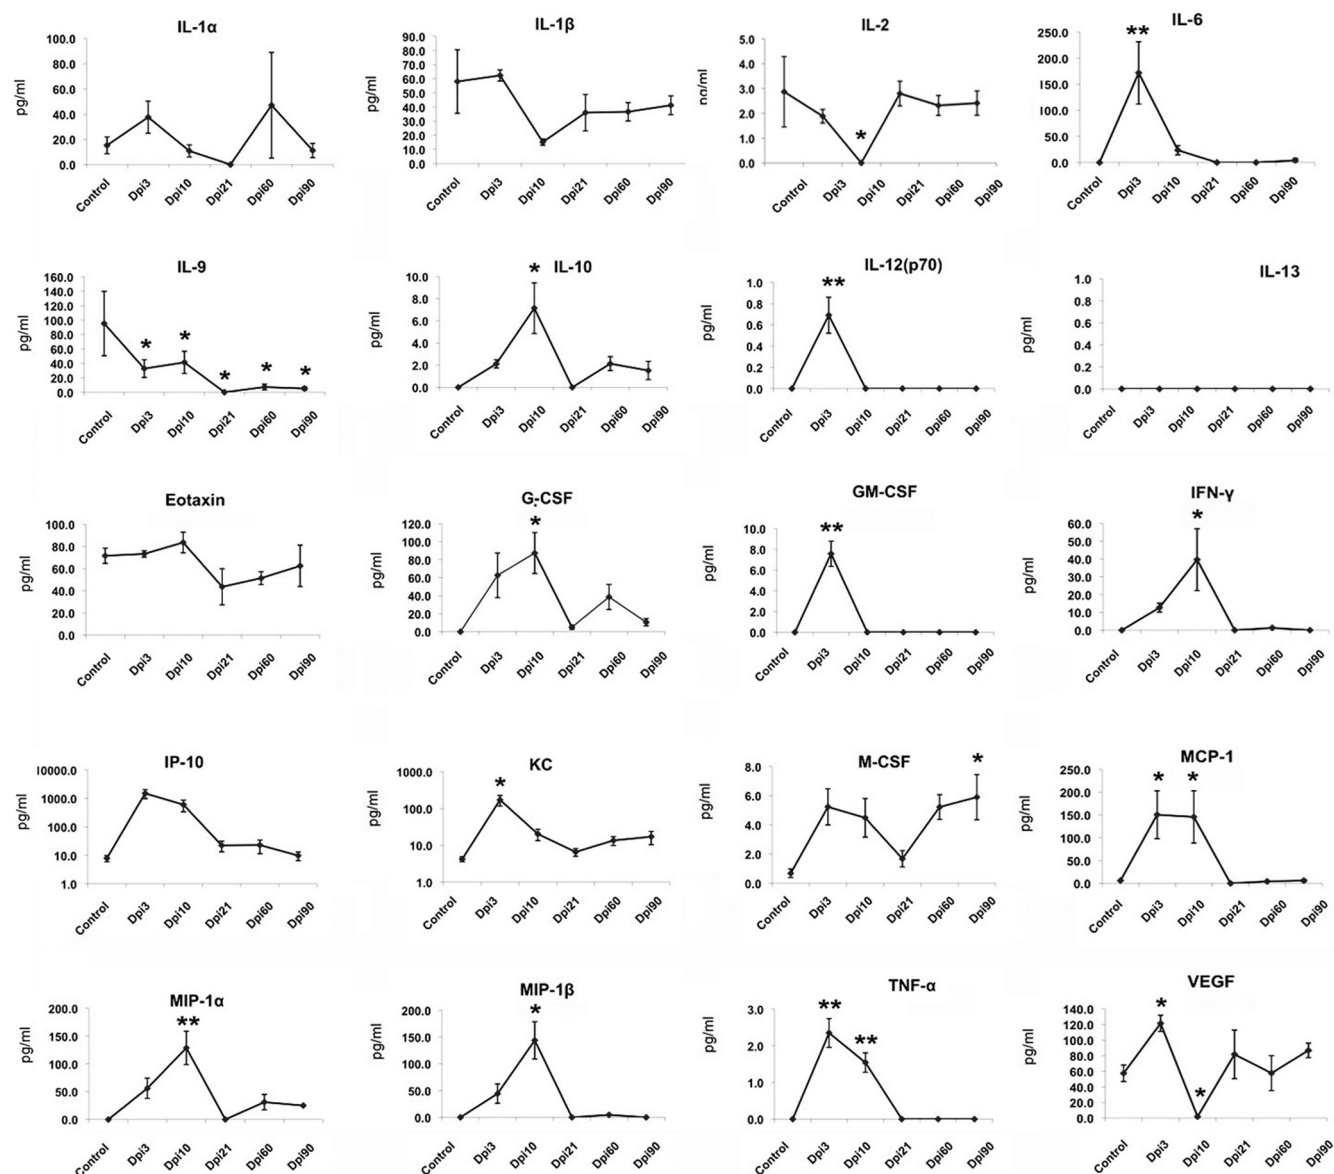 IL-1α
pg/ml
100.0
80.0
60.0
40.0
20.0
0.0
Control Dpi3 Dpi10 Dpi21 Dpi60 Dpi90
IL-1β
pg/ml
90.0
80.0
70.0
60.0
50.0
40.0
30.0
20.0
10.0
0.0
Control Dpi3 Dpi10 Dpi21 Dpi60 Dpi90
IL-2
pg/ml
5.0
4.0
3.0
2.0
1.0
0.0
*
Control Dpi3 Dpi10 Dpi21 Dpi60 Dpi90
IL-6
pg/ml
250.0
200.0
150.0
100.0
50.0
0.0
**
Control Dpi3 Dpi10 Dpi21 Dpi60 Dpi90
IL-9
pg/ml
160.0
140.0
120.0
100.0
80.0
60.0
40.0
20.0
0.0
* * * * *
Control Dpi3 Dpi10 Dpi21 Dpi60 Dpi90
IL-10
pg/ml
10.0
8.0
6.0
4.0
2.0
0.0
*
Control Dpi3 Dpi10 Dpi21 Dpi60 Dpi90
IL-12(p70)
pg/ml
1.0
0.8
0.6
0.4
0.2
0.0
**
Control Dpi3 Dpi10 Dpi21 Dpi60 Dpi90
IL-13
pg/ml
1.0
0.8
0.6
0.4
0.2
0.0
Control Dpi3 Dpi10 Dpi21 Dpi60 Dpi90
Eotaxin
pg/ml
100.0
80.0
60.0
40.0
20.0
0.0
Control Dpi3 Dpi10 Dpi21 Dpi60 Dpi90
G-CSF
pg/ml
120.0
100.0
80.0
60.0
40.0
20.0
0.0
*
Control Dpi3 Dpi10 Dpi21 Dpi60 Dpi90
GM-CSF
pg/ml
10.0
8.0
6.0
4.0
2.0
0.0
**
Control Dpi3 Dpi10 Dpi21 Dpi60 Dpi90
IFN-γ
pg/ml
60.0
50.0
40.0
30.0
20.0
10.0
0.0
*
Control Dpi3 Dpi10 Dpi21 Dpi60 Dpi90
IP-10
pg/ml
10000.0
1000.0
100.0
10.0
1.0
Control Dpi3 Dpi10 Dpi21 Dpi60 Dpi90
KC
pg/ml
1000.0
100.0
10.0
1.0
*
Control Dpi3 Dpi10 Dpi21 Dpi60 Dpi90
M-CSF
pg/ml
8.0
6.0
4.0
2.0
0.0
*
Control Dpi3 Dpi10 Dpi21 Dpi60 Dpi90
MCP-1
pg/ml
250.0
200.0
150.0
100.0
50.0
0.0
* *
Control Dpi3 Dpi10 Dpi21 Dpi60 Dpi90
MIP-1α
pg/ml
200.0
150.0
100.0
50.0
0.0
**
Control Dpi3 Dpi10 Dpi21 Dpi60 Dpi90
MIP-1β
pg/ml
200.0
150.0
100.0
50.0
0.0
*
Control Dpi3 Dpi10 Dpi21 Dpi60 Dpi90
TNF-α
pg/ml
3.0
2.0
1.0
0.0
** **
Control Dpi3 Dpi10 Dpi21 Dpi60 Dpi90
VEGF
pg/ml
140.0
120.0
100.0
80.0
60.0
40.0
20.0
0.0
* *
Control Dpi3 Dpi10 Dpi21 Dpi60 Dpi90